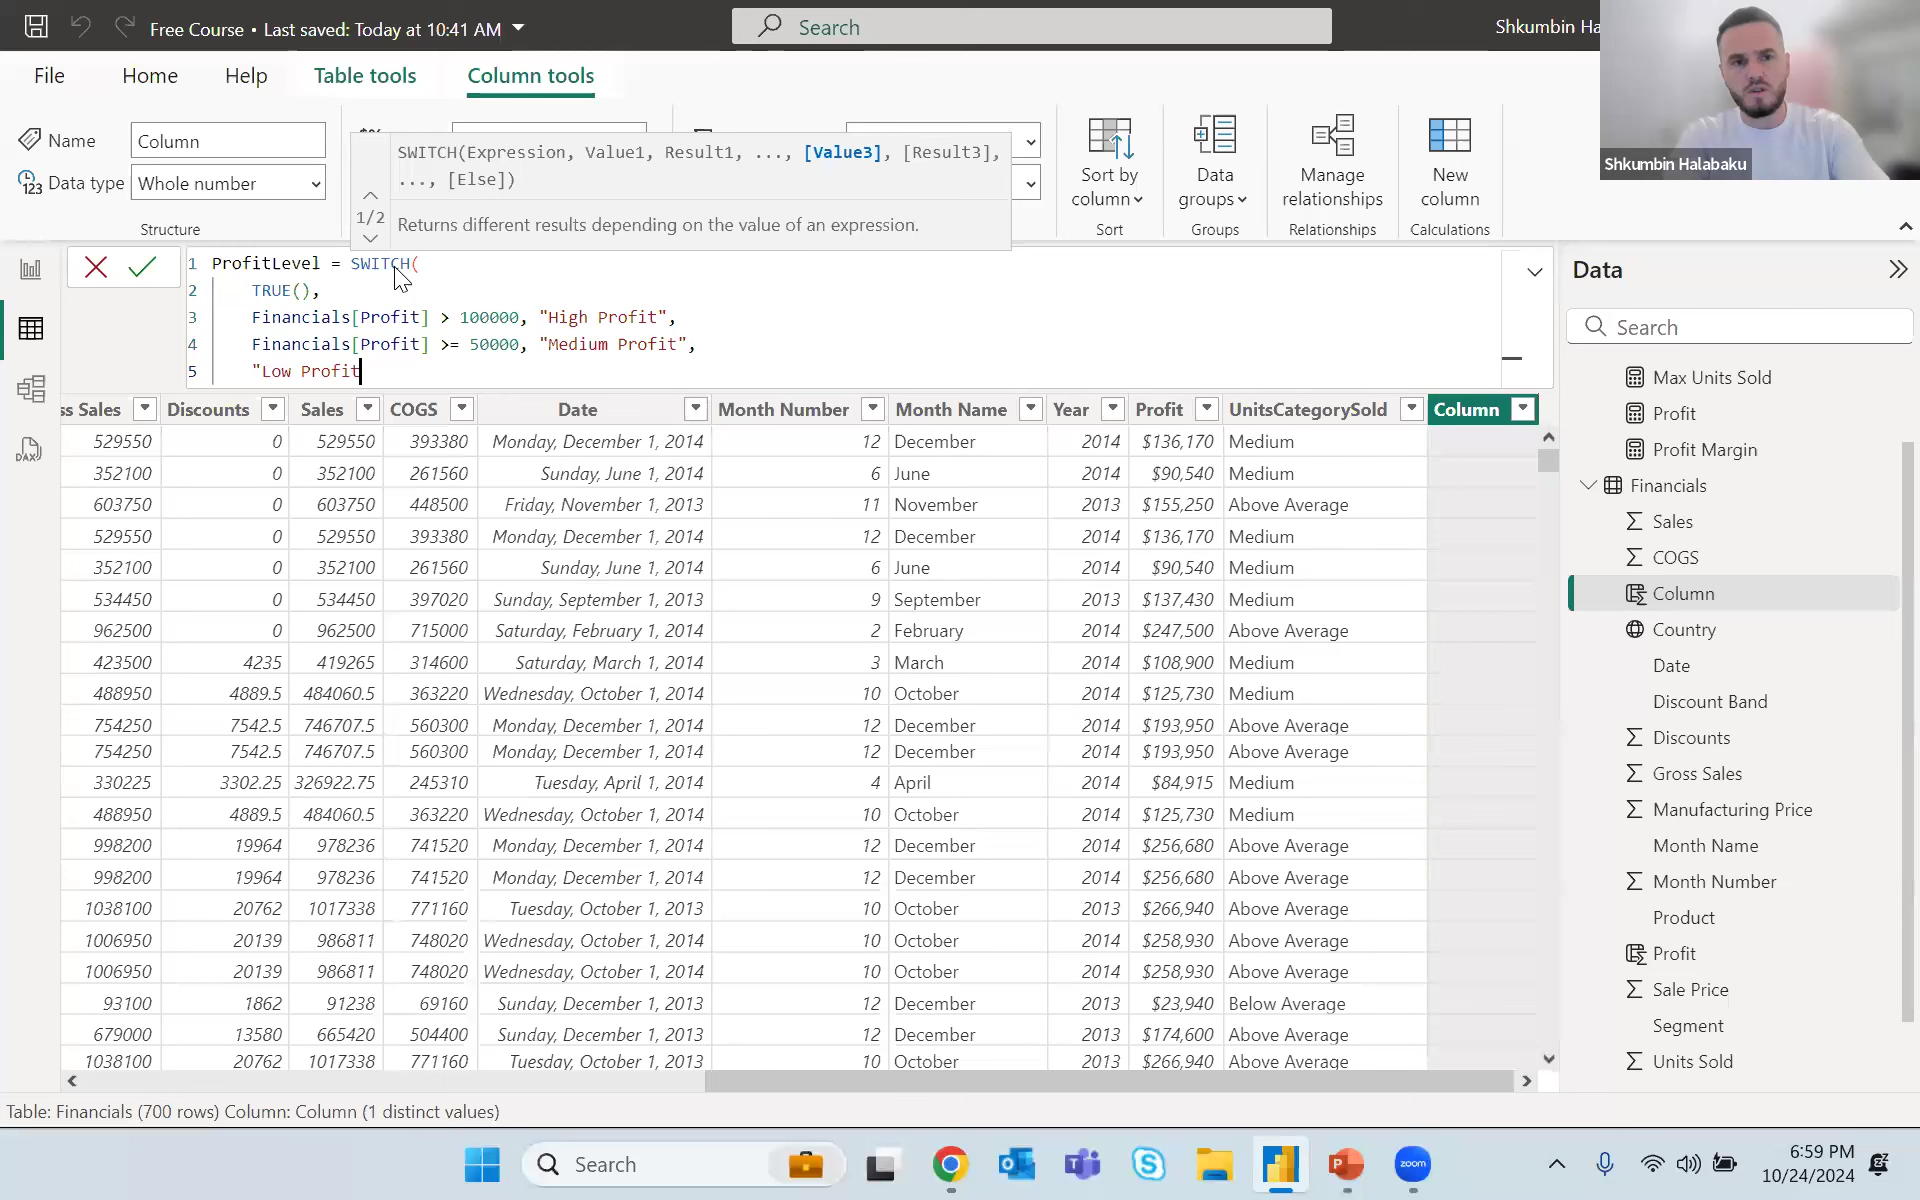 Free Course • Last saved: Today at 10:41 AM
Search
Shkumbin Ha
File Home Help Table tools Column tools
Name
Column
Data type
Whole number
Structure
SWITCH(Expression, Value1, Result1, ..., [Value3], [Result3], ..., [Else])
1/2
Returns different results depending on the value of an expression.
Sort by column
Sort
Data groups
Groups
Manage relationships
Relationships
New column
Calculations
Shkumbin Halabaku
1 ProfitLevel = SWITCH(
2 TRUE(),
3 Financials[Profit] > 100000, "High Profit",
4 Financials[Profit] >= 50000, "Medium Profit",
5 "Low Profit
ss Sales Discounts Sales COGS Date Month Number Month Name Year Profit UnitsCategorySold Column
529550 0 529550 393380 Monday, December 1, 2014 12 December 2014 $136,170 Medium
352100 0 352100 261560 Sunday, June 1, 2014 6 June 2014 $90,540 Medium
603750 0 603750 448500 Friday, November 1, 2013 11 November 2013 $155,250 Above Average
529550 0 529550 393380 Monday, December 1, 2014 12 December 2014 $136,170 Medium
352100 0 352100 261560 Sunday, June 1, 2014 6 June 2014 $90,540 Medium
534450 0 534450 397020 Sunday, September 1, 2013 9 September 2013 $137,430 Medium
962500 0 962500 715000 Saturday, February 1, 2014 2 February 2014 $247,500 Above Average
423500 4235 419265 314600 Saturday, March 1, 2014 3 March 2014 $108,900 Medium
488950 4889.5 484060.5 363220 Wednesday, October 1, 2014 10 October 2014 $125,730 Medium
754250 7542.5 746707.5 560300 Monday, December 1, 2014 12 December 2014 $193,950 Above Average
754250 7542.5 746707.5 560300 Monday, December 1, 2014 12 December 2014 $193,950 Above Average
330225 3302.25 326922.75 245310 Tuesday, April 1, 2014 4 April 2014 $84,915 Medium
488950 4889.5 484060.5 363220 Wednesday, October 1, 2014 10 October 2014 $125,730 Medium
998200 19964 978236 741520 Monday, December 1, 2014 12 December 2014 $256,680 Above Average
998200 19964 978236 741520 Monday, December 1, 2014 12 December 2014 $256,680 Above Average
1038100 20762 1017338 771160 Tuesday, October 1, 2013 10 October 2013 $266,940 Above Average
1006950 20139 986811 748020 Wednesday, October 1, 2014 10 October 2014 $258,930 Above Average
1006950 20139 986811 748020 Wednesday, October 1, 2014 10 October 2014 $258,930 Above Average
93100 1862 91238 69160 Sunday, December 1, 2013 12 December 2013 $23,940 Below Average
679000 13580 665420 504400 Sunday, December 1, 2013 12 December 2013 $174,600 Above Average
1038100 20762 1017338 771160 Tuesday, October 1, 2013 10 October 2013 $266,940 Above Average
Data
Search
Max Units Sold
Profit
Profit Margin
Financials
Sales
COGS
Column
Country
Date
Discount Band
Discounts
Gross Sales
Manufacturing Price
Month Name
Month Number
Product
Profit
Sale Price
Segment
Units Sold
Table: Financials (700 rows) Column: Column (1 distinct values)
Search
zoom
6:59 PM
10/24/2024